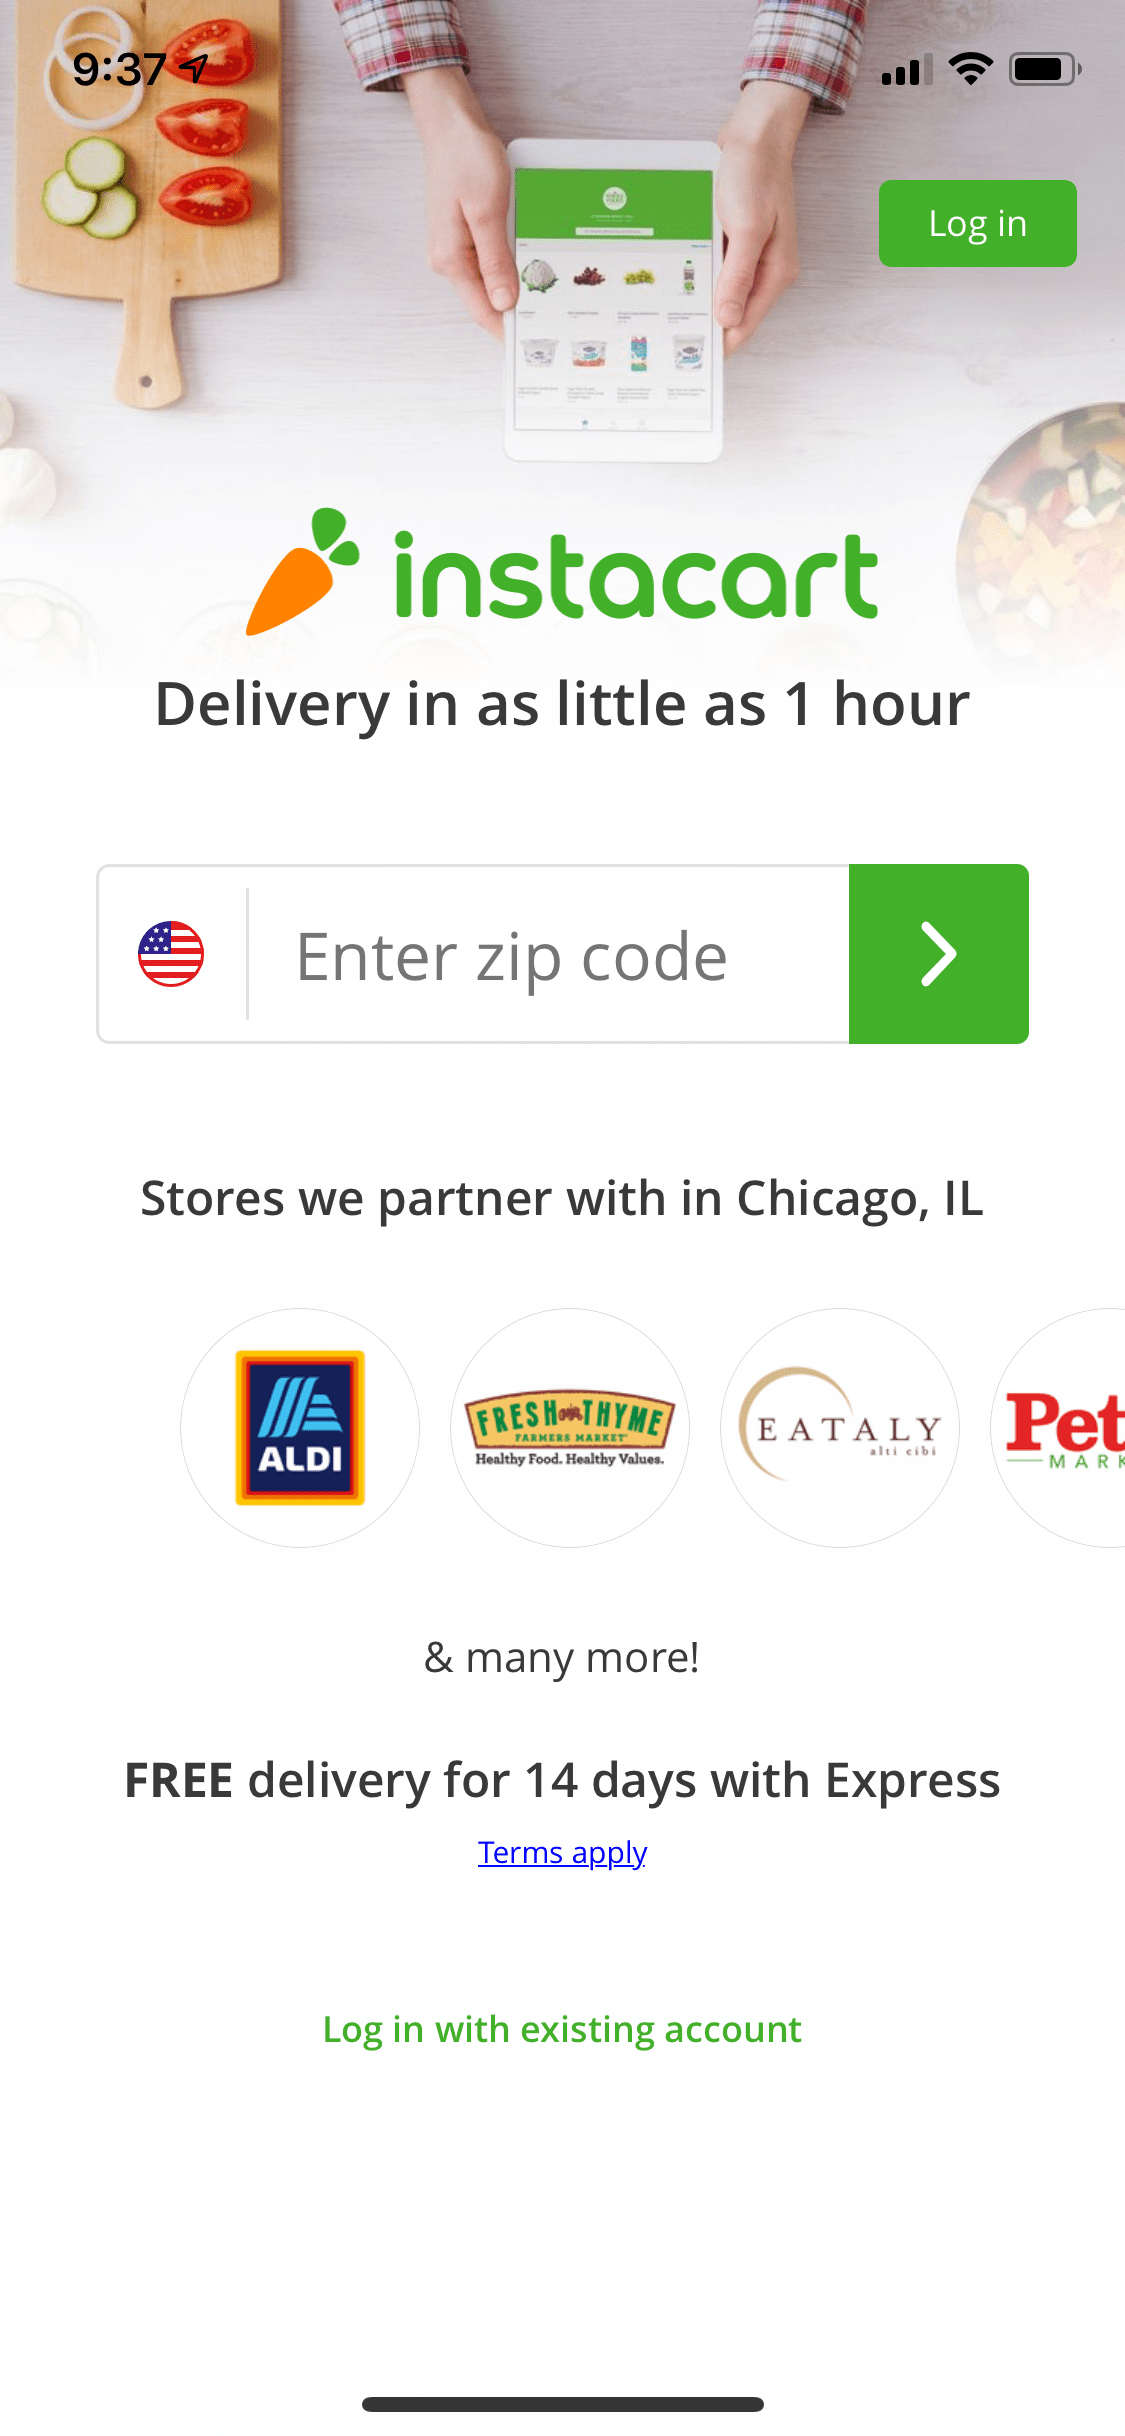 9:37
Log in
instacart
Delivery in as little as 1 hour
Enter zip code
Stores we partner with in Chicago, IL
ALDI
FRESH THYME
FARMERS MARKET
Healthy Food. Healthy Values.
EATALY
alti cibi
Pet
MARK
& many more!
FREE delivery for 14 days with Express
Terms apply
Log in with existing account